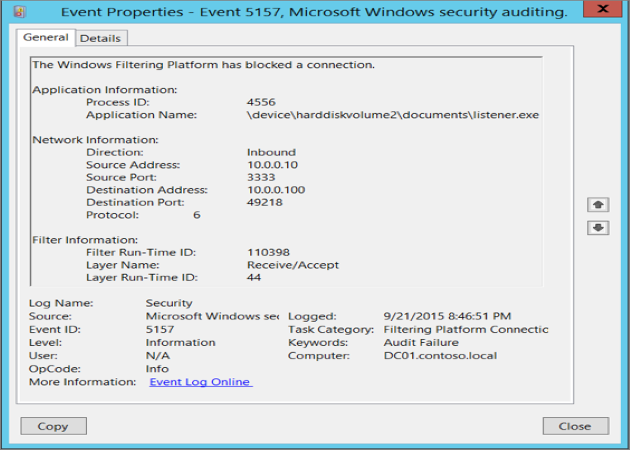 Event Properties - Event 5157, Microsoft Windows security auditing.
x
General Details
The Windows Filtering Platform has blocked a connection.
Application Information:
Process ID: 4556
Application Name: \device\harddiskvolume2\documents\listener.exe
Network Information:
Direction: Inbound
Source Address: 10.0.0.10
Source Port: 3333
Destination Address: 10.0.0.100
Destination Port: 49218
Protocol: 6
Filter Information:
Filter Run-Time ID: 110398
Layer Name: Receive/Accept
Layer Run-Time ID: 44
Log Name: Security
Source: Microsoft Windows sec Logged: 9/21/2015 8:46:51 PM
Event ID: 5157 Task Category: Filtering Platform Connectic
Level: Information Keywords: Audit Failure
User: N/A Computer: DC01.contoso.local
OpCode: Info
More Information: Event Log Online
Copy Close